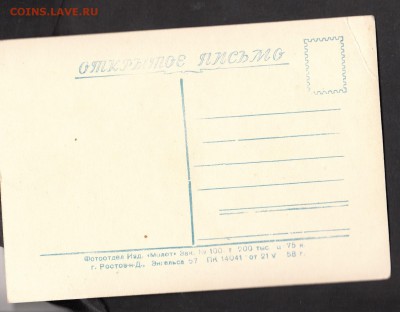 COINS.LAVE.RU
ОТКРЫТОЕ ПИСЬМО
Фотоотдел Изд. «Молот» Зак. № 100, т. 200 тыс. ц. 75 к.
г. Ростов-Д., Энгельса 57 ПК 14041 от 21 V 58 г.